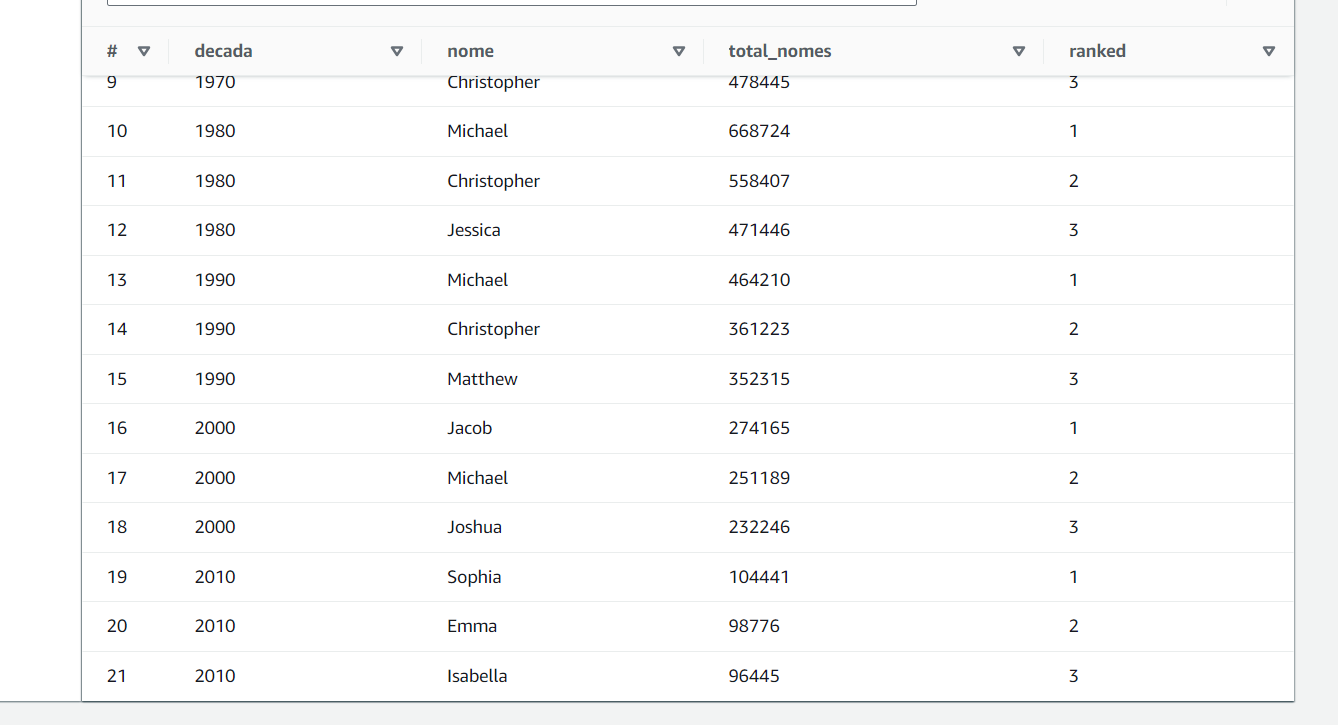 # decada nome total_nomes ranked
9 1970 Christopher 478445 3
10 1980 Michael 668724 1
11 1980 Christopher 558407 2
12 1980 Jessica 471446 3
13 1990 Michael 464210 1
14 1990 Christopher 361223 2
15 1990 Matthew 352315 3
16 2000 Jacob 274165 1
17 2000 Michael 251189 2
18 2000 Joshua 232246 3
19 2010 Sophia 104441 1
20 2010 Emma 98776 2
21 2010 Isabella 96445 3